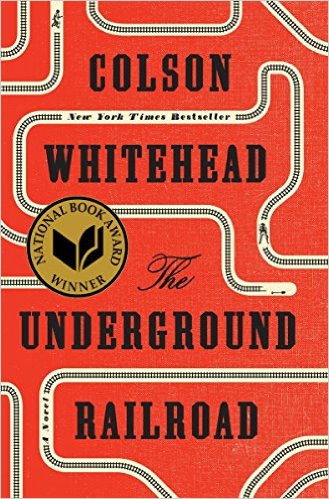 COLSON
New York Times Bestseller
WHITEHEAD
NATIONAL BOOK AWARD
WINNER
The
UNDERGROUND
RAILROAD
A Novel